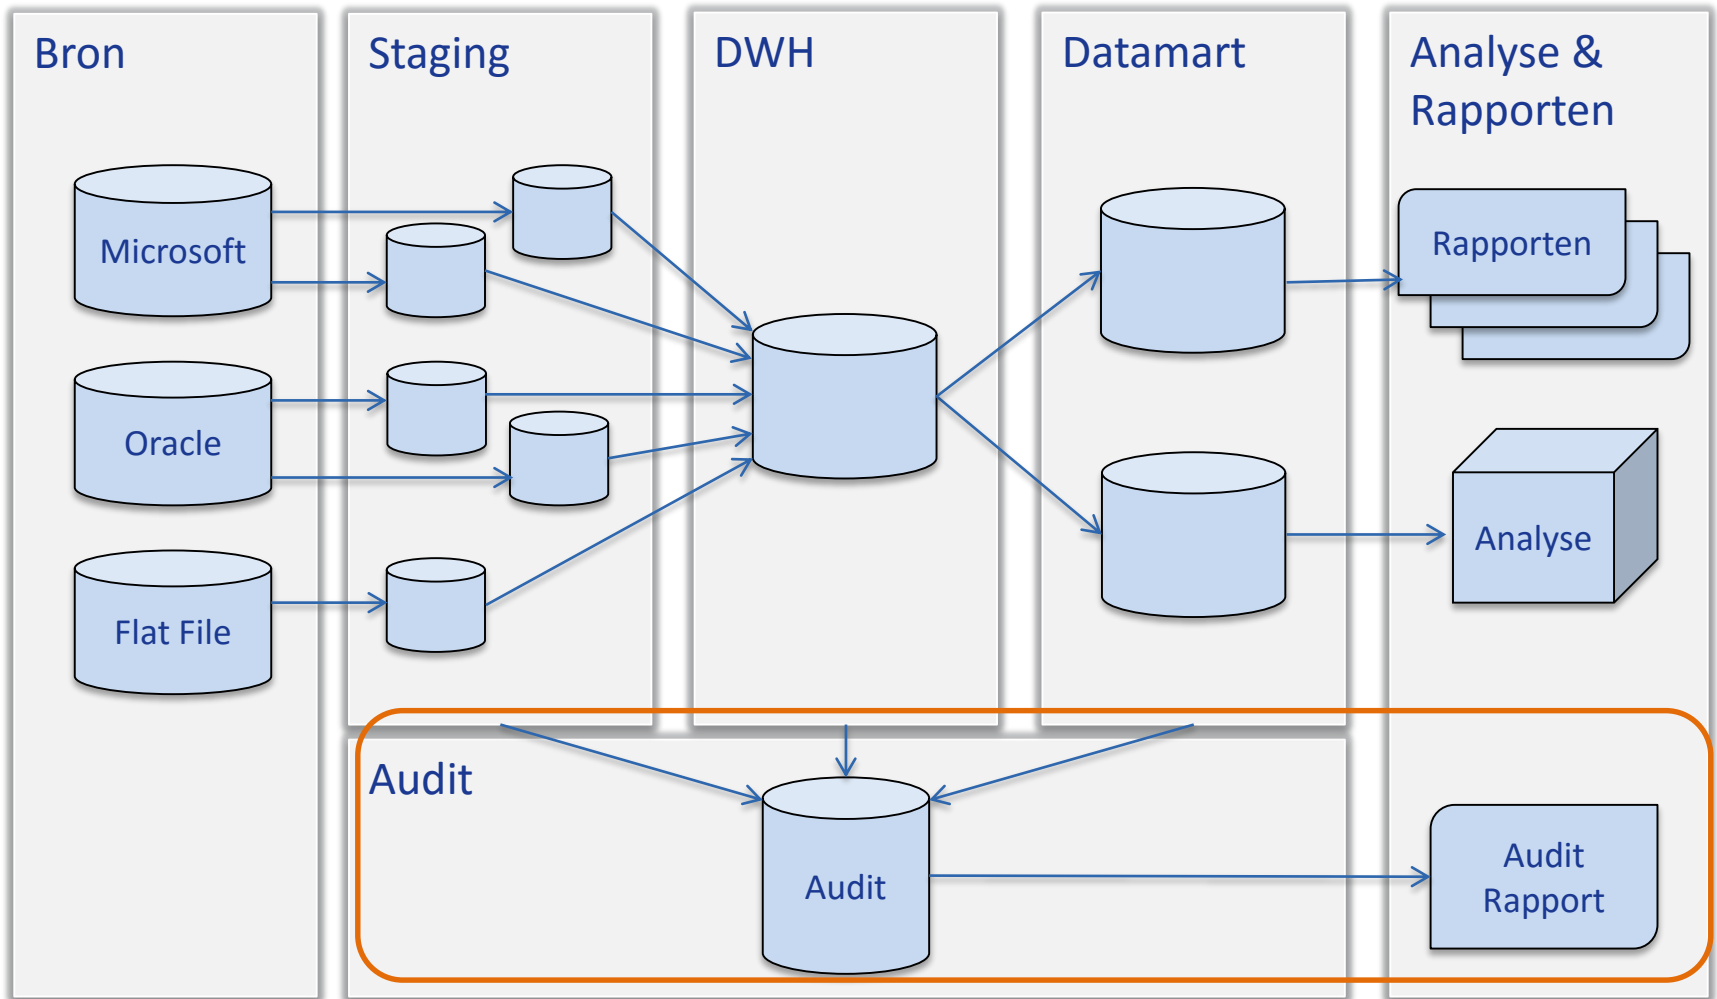 Bron
Staging
DWH
Datamart
Analyse &
Rapporten
Microsoft
Oracle
Flat File
Rapporten
Analyse
Audit
Audit
Audit
Rapport